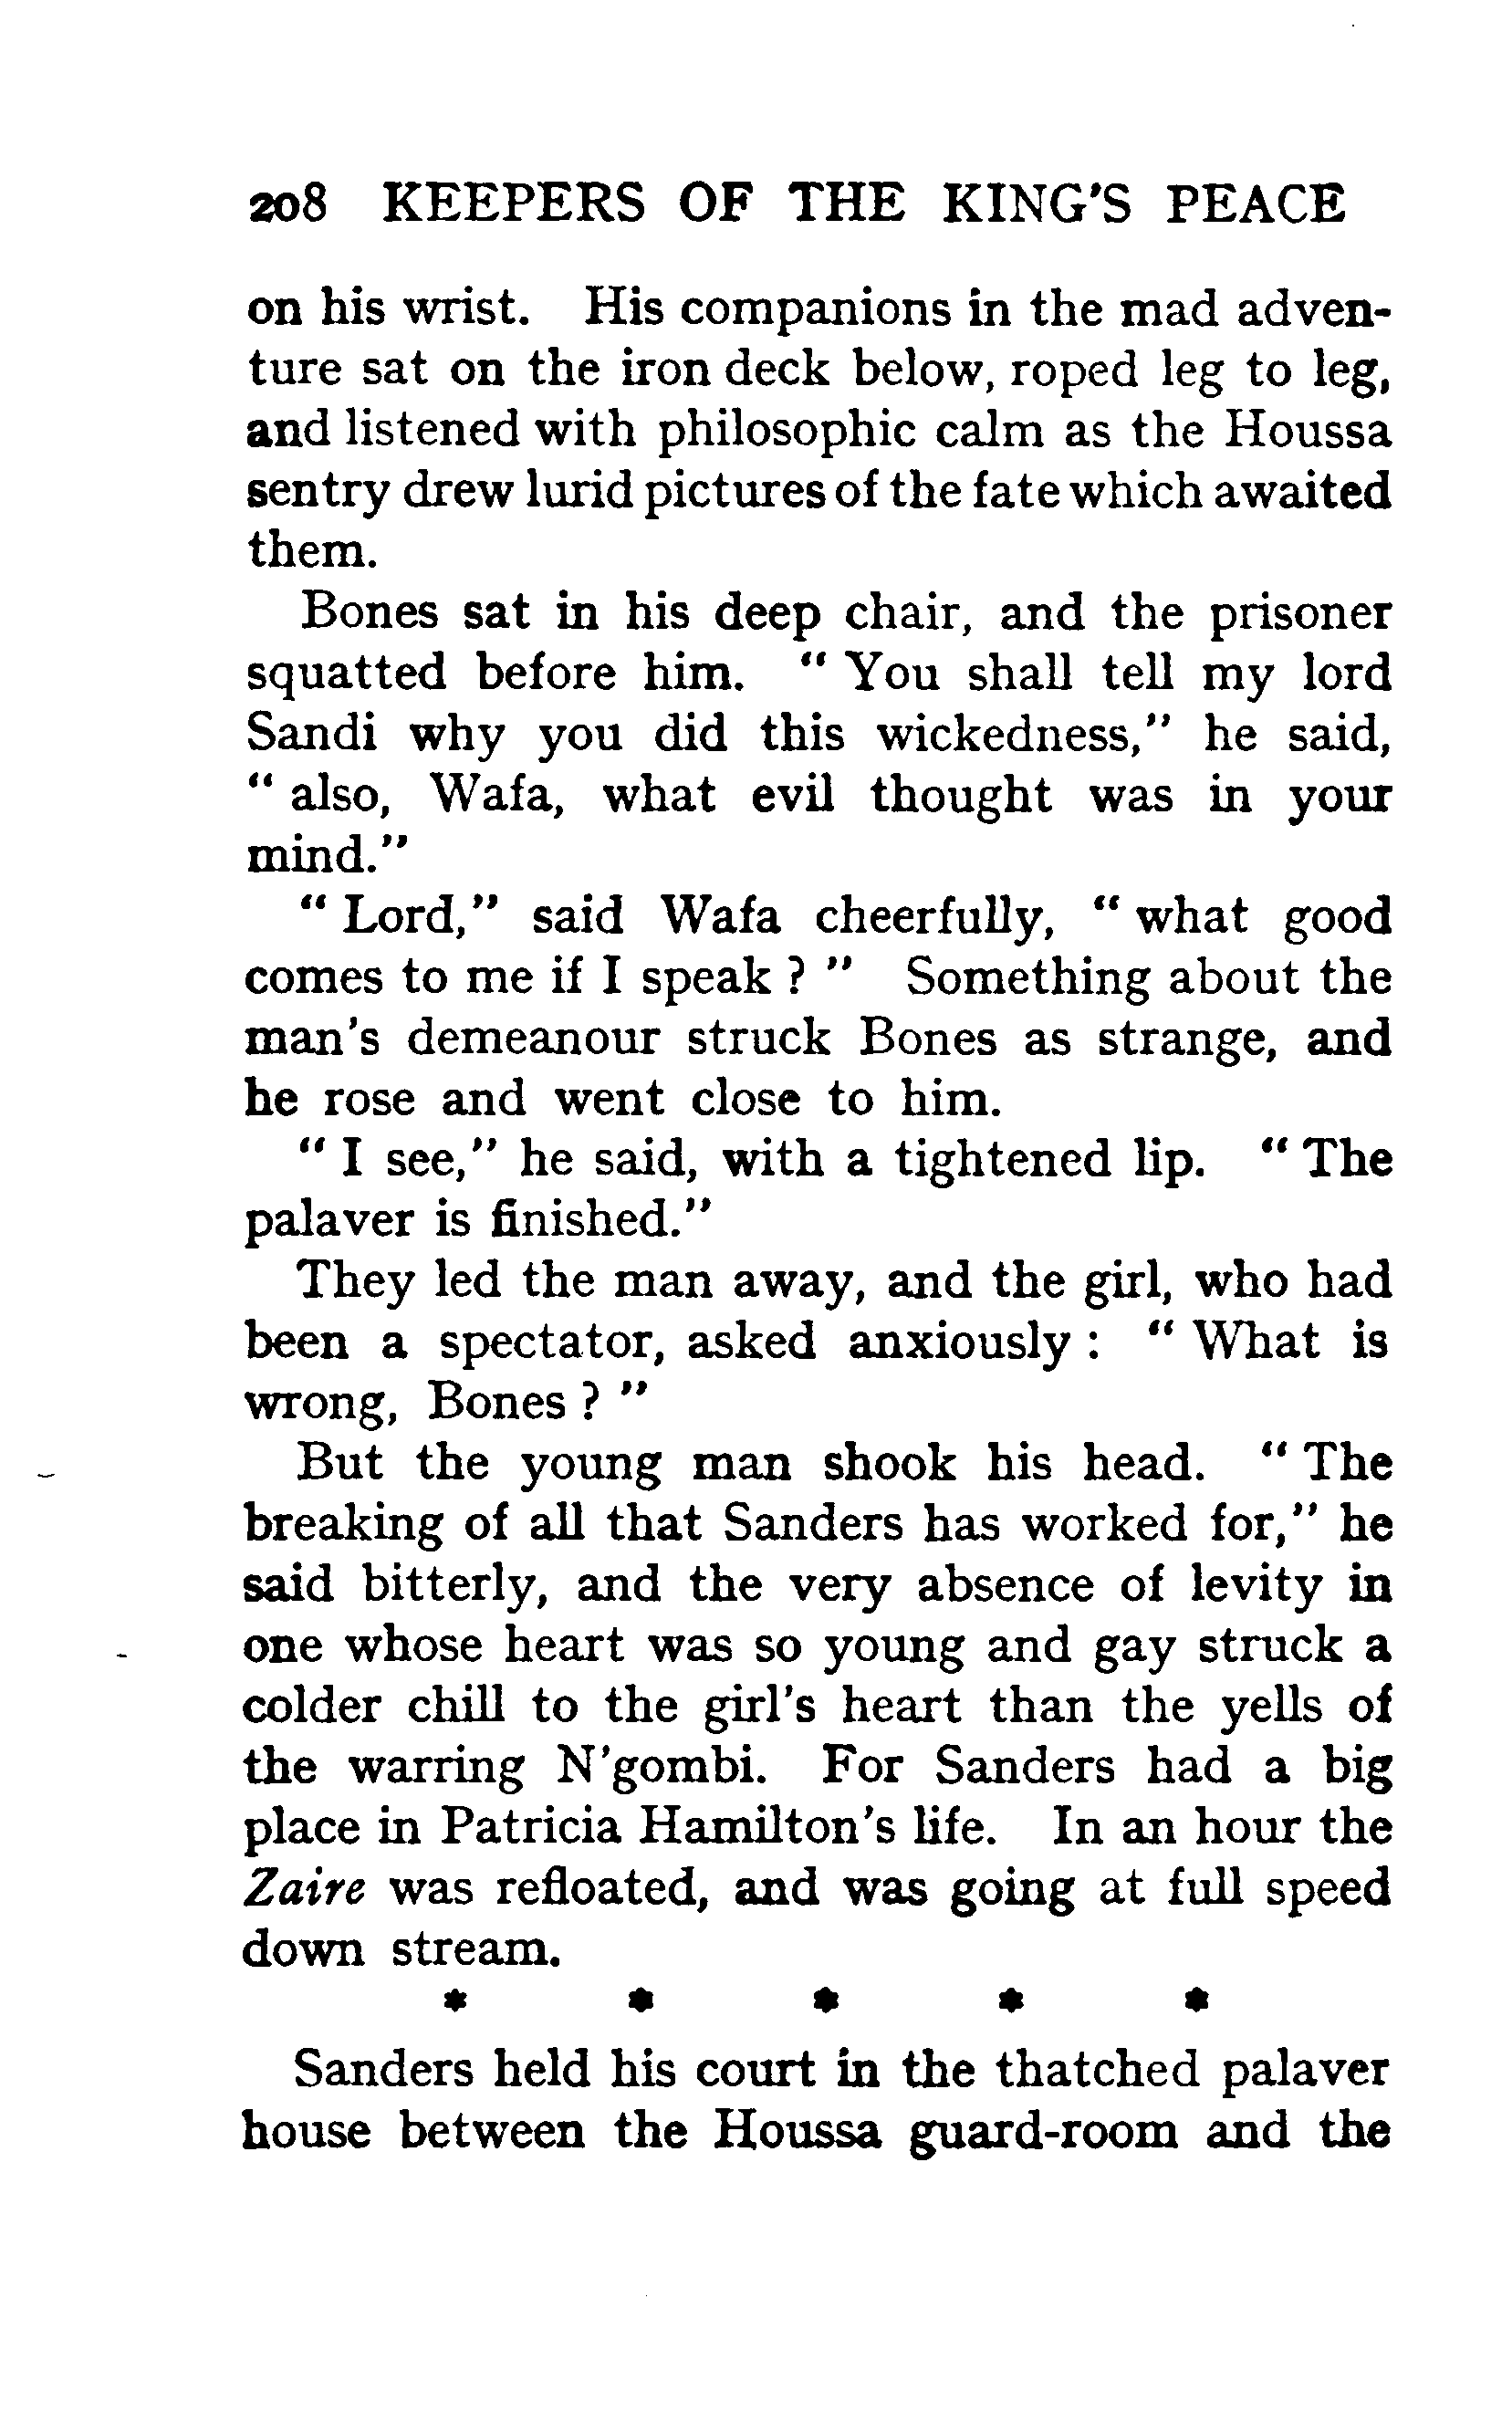 208 KEEPERS OF THE KING'S PEACE
on his wrist. His companions in the mad adven-
ture sat on the iron deck below, roped leg to leg,
and listened with philosophic calm as the Houssa
sentry drew lurid pictures of the fate which awaited
them.
Bones sat in his deep chair, and the prisoner
squatted before him. " You shall tell my lord
Sandi why you did this wickedness," he said,
" also, Wafa, what evil thought was in your
mind."
" Lord," said Wafa cheerfully, " what good
comes to me if I speak ? " Something about the
man's demeanour struck Bones as strange, and
he rose and went close to him.
" I see," he said, with a tightened lip. " The
palaver is finished."
They led the man away, and the girl, who had
been a spectator, asked anxiously : " What is
wrong, Bones ? "
But the young man shook his head. " The
breaking of all that Sanders has worked for," he
said bitterly, and the very absence of levity in
one whose heart was so young and gay struck a
colder chill to the girl's heart than the yells of
the warring N'gombi. For Sanders had a big
place in Patricia Hamilton's life. In an hour the
Zaire was refloated, and was going at full speed
down stream.
* * * * *
Sanders held his court in the thatched palaver
house between the Houssa guard-room and the